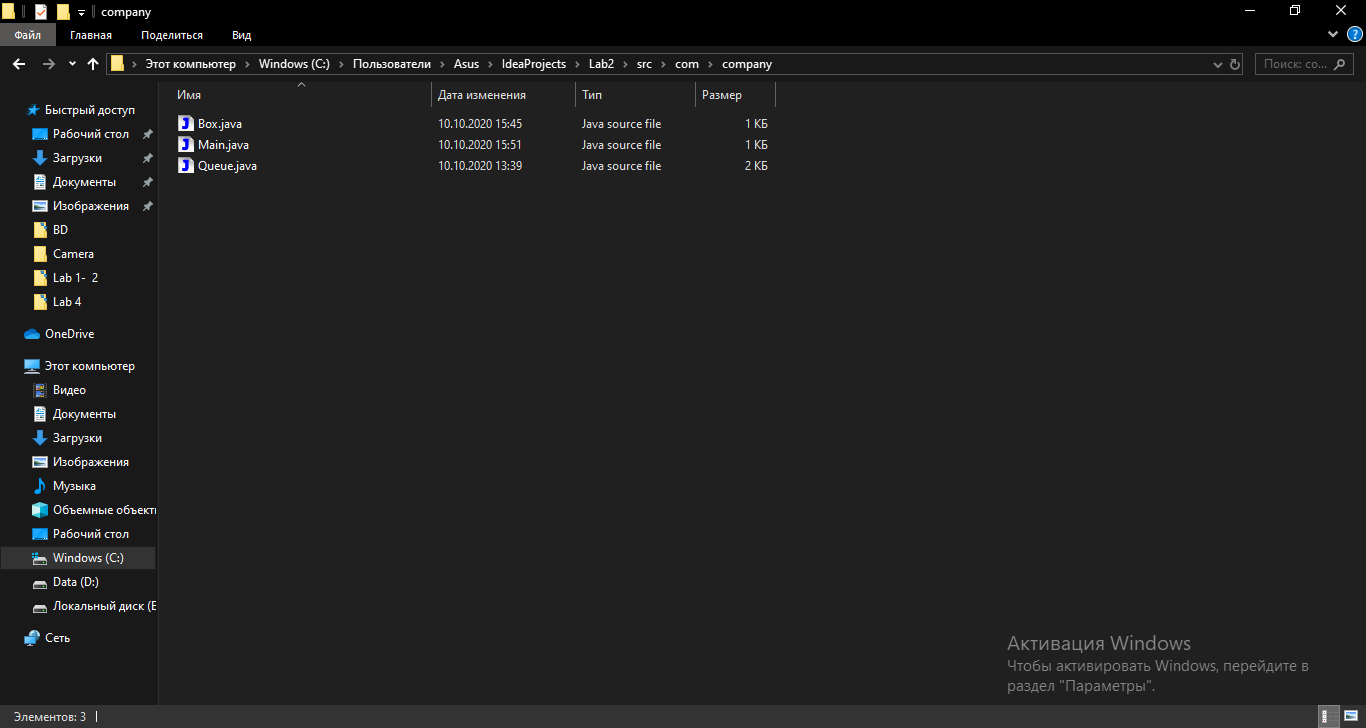 company
Файл Главная Поделиться Вид
Этот компьютер Windows (C:) Пользователи Asus IdeaProjects Lab2 src com company Поиск: со...
Имя Дата изменения Тип Размер
Box.java 10.10.2020 15:45 Java source file 1 КБ
Main.java 10.10.2020 15:51 Java source file 1 КБ
Queue.java 10.10.2020 13:39 Java source file 2 КБ
Быстрый доступ
Рабочий стол
Загрузки
Документы
Изображения
BD
Camera
Lab 1- 2
Lab 4
OneDrive
Этот компьютер
Видео
Документы
Загрузки
Изображения
Музыка
Объемные объект
Рабочий стол
Windows (C:)
Data (D:)
Локальный диск (E
Сеть
Активация Windows
Чтобы активировать Windows, перейдите в
раздел "Параметры".
Элементов: 3